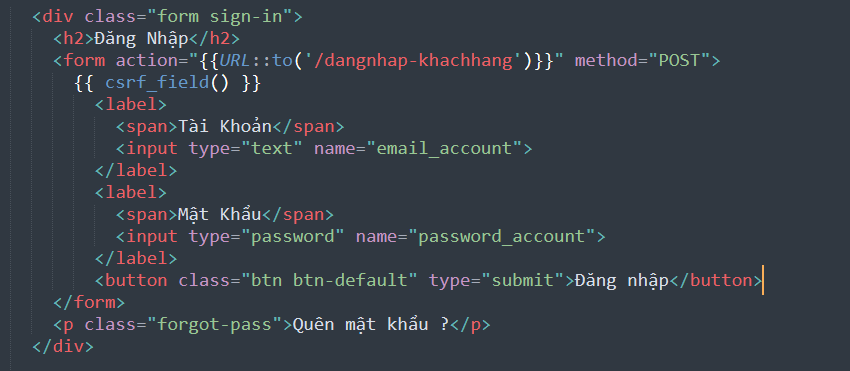 <div class="form sign-in">
<h2>Đăng Nhập</h2>
<form action="{{URL::to('/dangnhap-khachhang')}}" method="POST">
{{ csrf_field() }}
<label>
<span>Tài Khoản</span>
<input type="text" name="email_account">
</label>
<label>
<span>Mật Khẩu</span>
<input type="password" name="password_account">
</label>
<button class="btn btn-default" type="submit">Đăng nhập</button>
</form>
<p class="forgot-pass">Quên mật khẩu ?</p>
</div>